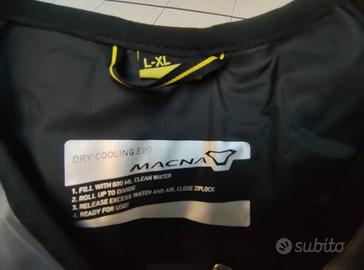 L-XL
DRY COOLING EVO
MACNA
1. FILL WITH 600 ML CLEAN WATER
2. ROLL UP TO DIVIDE
3. RELEASE EXCESS WATER AND AIR, CLOSE ZIPLOCK
4. READY FOR USE!
subito